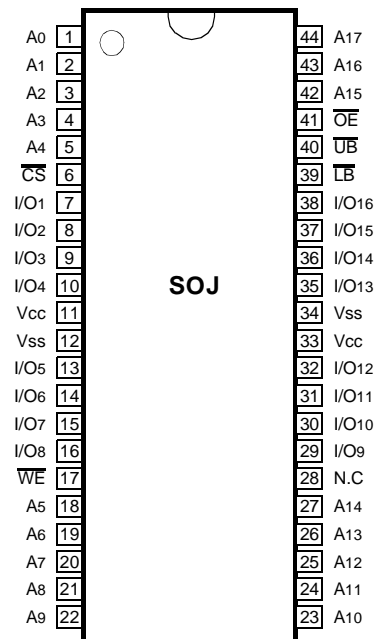 A0 1 44 A17
A1 2 43 A16
A2 3 42 A15
A3 4 41 OE
A4 5 40 UB
CS 6 39 LB
I/O1 7 38 I/O16
I/O2 8 37 I/O15
I/O3 9 36 I/O14
I/O4 10 SOJ 35 I/O13
Vcc 11 34 Vss
Vss 12 33 Vcc
I/O5 13 32 I/O12
I/O6 14 31 I/O11
I/O7 15 30 I/O10
I/O8 16 29 I/O9
WE 17 28 N.C
A5 18 27 A14
A6 19 26 A13
A7 20 25 A12
A8 21 24 A11
A9 22 23 A10